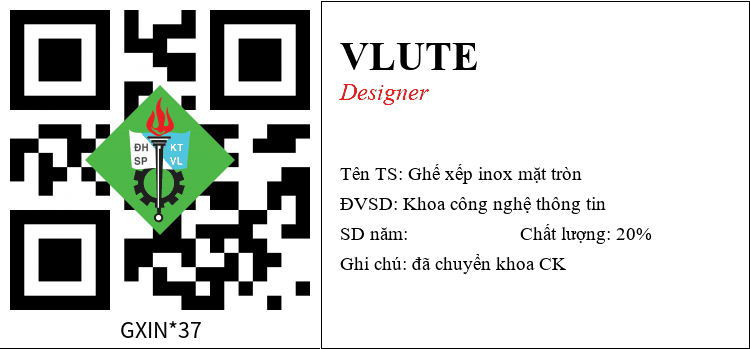 ĐH KT
SP VL
GXIN*37
VLUTE
Designer
Tên TS: Ghế xếp inox mặt tròn
ĐVSD: Khoa công nghệ thông tin
SD năm: Chất lượng: 20%
Ghi chú: đã chuyển khoa CK